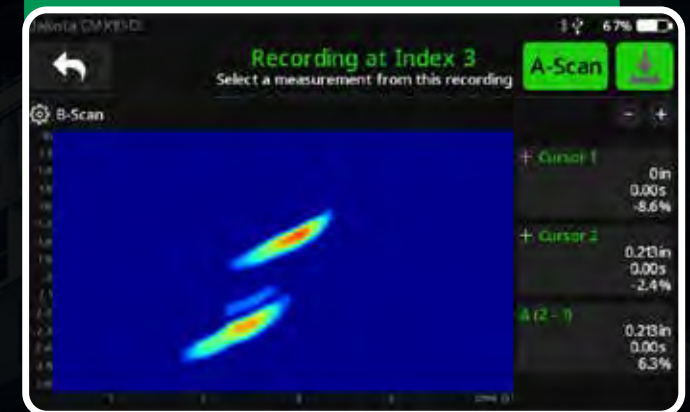 67%
Recording at Index 3
Select a measurement from this recording
A-Scan
B-Scan
- +
+ Cursor 1
0in
0.00s
-8.6%
+ Cursor 2
0.213in
0.00s
-2.4%
Δ (2 - 1)
0.213in
0.00s
6.3%